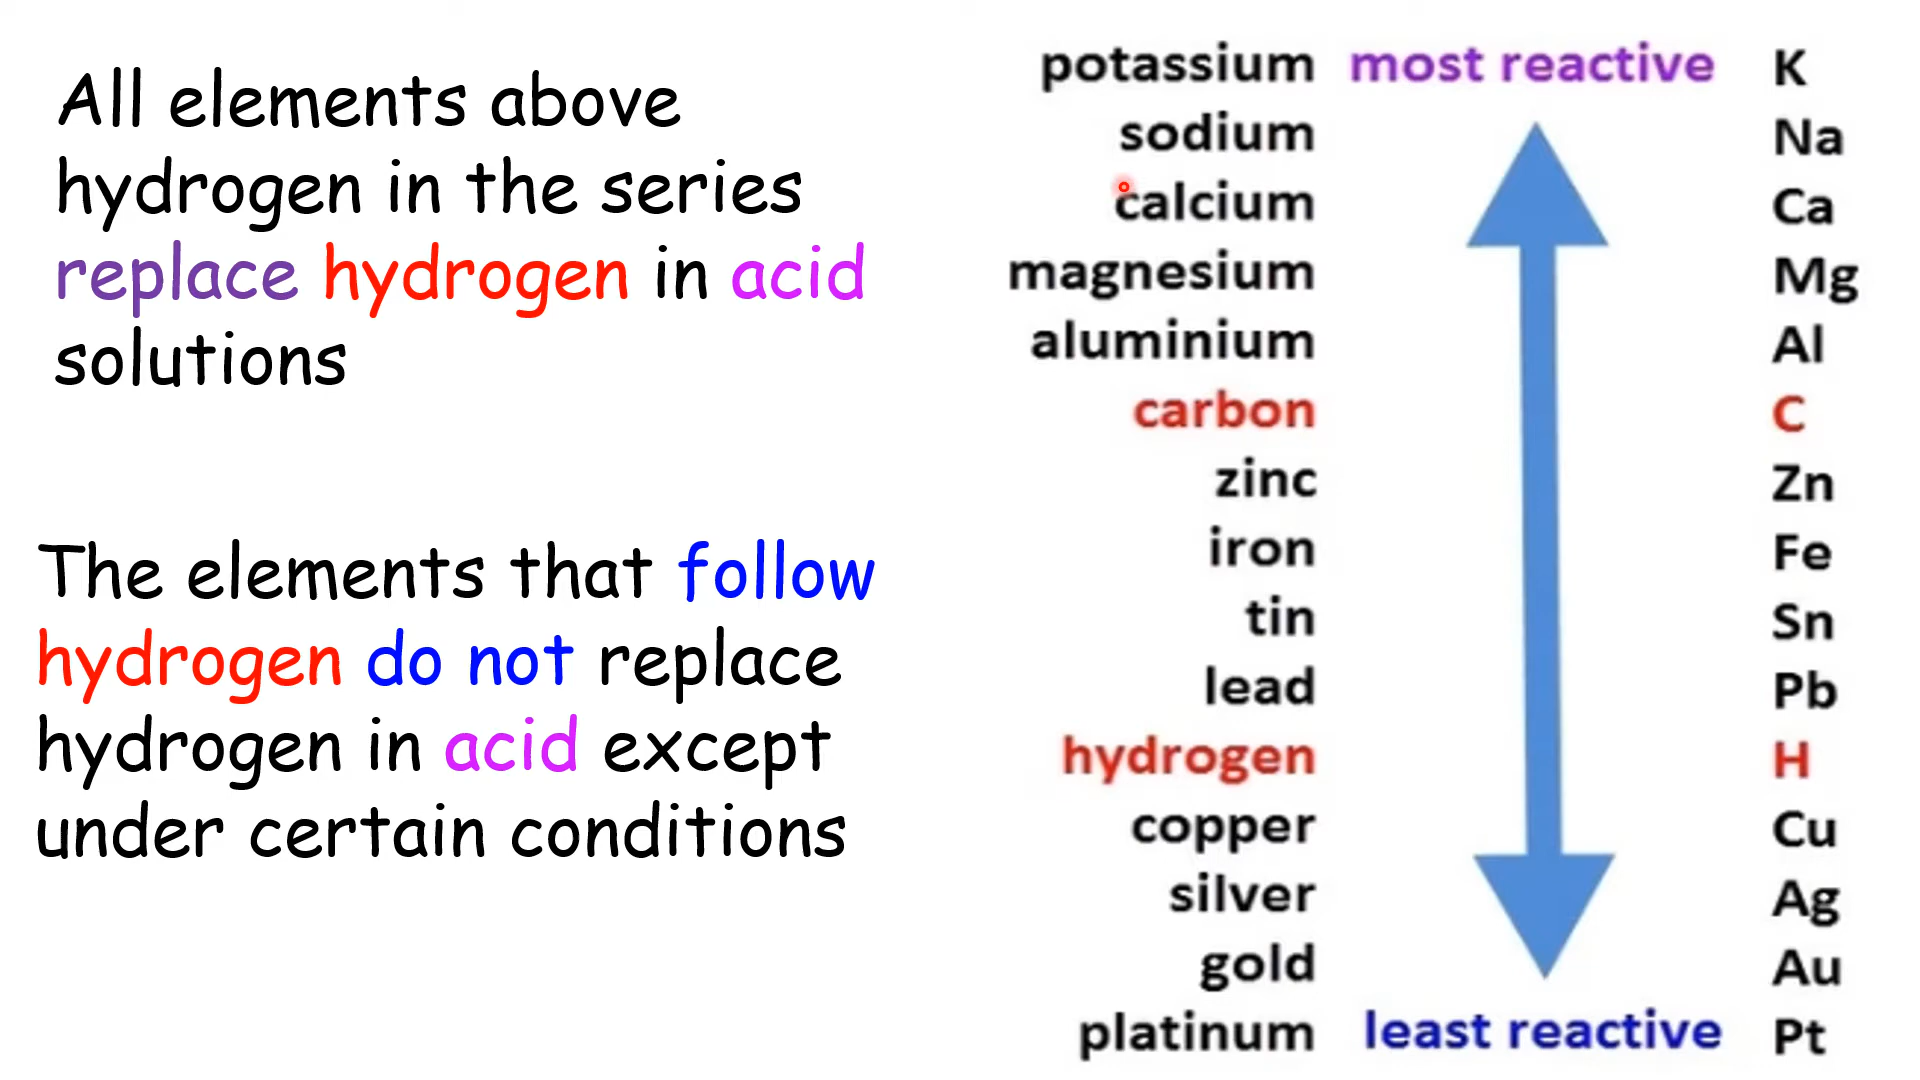 All elements above
hydrogen in the series
replace hydrogen in acid
solutions
The elements that follow
hydrogen do not replace
hydrogen in acid except
under certain conditions
potassium most reactive K
sodium Na
calcium Ca
magnesium Mg
aluminium Al
carbon C
zinc Zn
iron Fe
tin Sn
lead Pb
hydrogen H
copper Cu
silver Ag
gold Au
platinum least reactive Pt